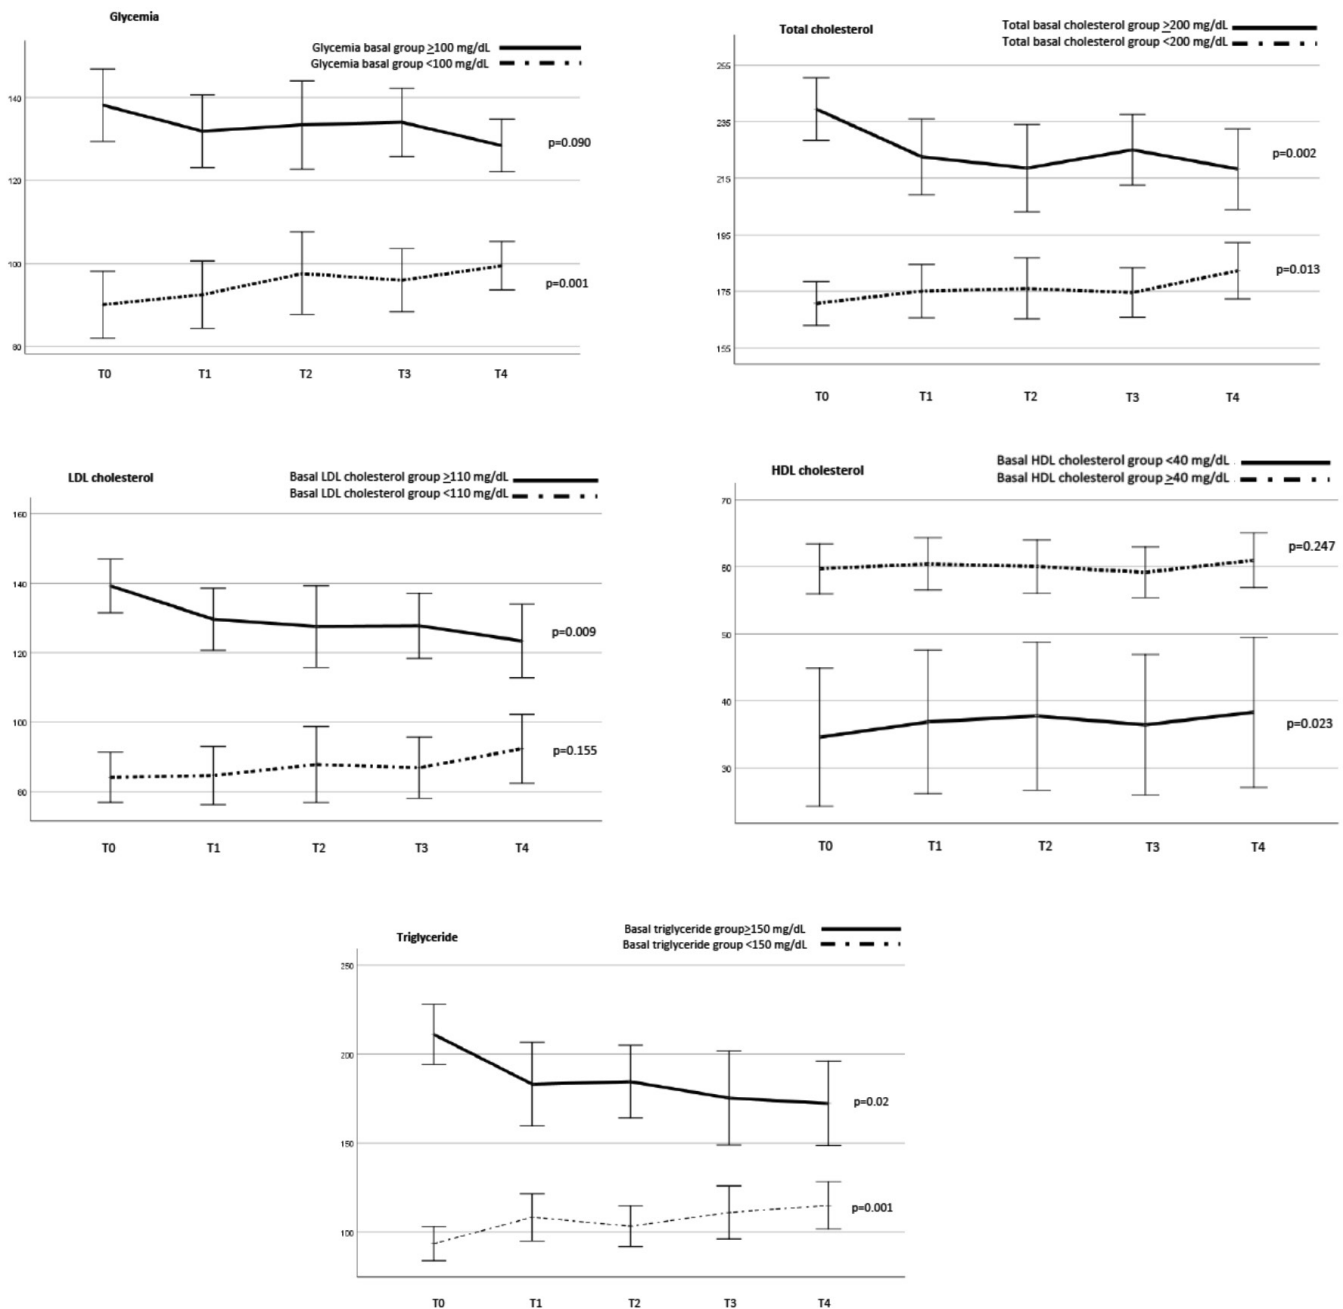 Glycemia
Glycemia basal group ≥100 mg/dL
Glycemia basal group <100 mg/dL
140
120
100
80
p=0.090
p=0.001
T0 T1 T2 T3 T4
Total cholesterol
Total basal cholesterol group ≥200 mg/dL
Total basal cholesterol group <200 mg/dL
255
235
215
195
175
155
p=0.002
p=0.013
T0 T1 T2 T3 T4
LDL cholesterol
Basal LDL cholesterol group ≥110 mg/dL
Basal LDL cholesterol group <110 mg/dL
160
140
120
100
80
p=0.009
p=0.155
T0 T1 T2 T3 T4
HDL cholesterol
Basal HDL cholesterol group <40 mg/dL
Basal HDL cholesterol group ≥40 mg/dL
70
60
50
40
30
p=0.247
p=0.023
T0 T1 T2 T3 T4
Triglyceride
Basal triglyceride group≥150 mg/dL
Basal triglyceride group <150 mg/dL
250
200
150
100
p=0.02
p=0.001
T0 T1 T2 T3 T4